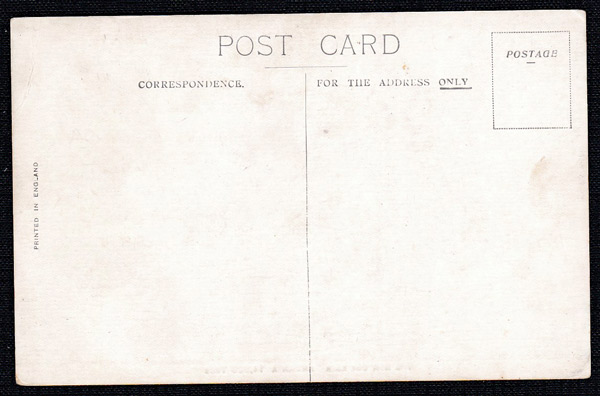 POST CARD
CORRESPONDENCE.
FOR THE ADDRESS ONLY
POSTAGE
PRINTED IN ENGLAND